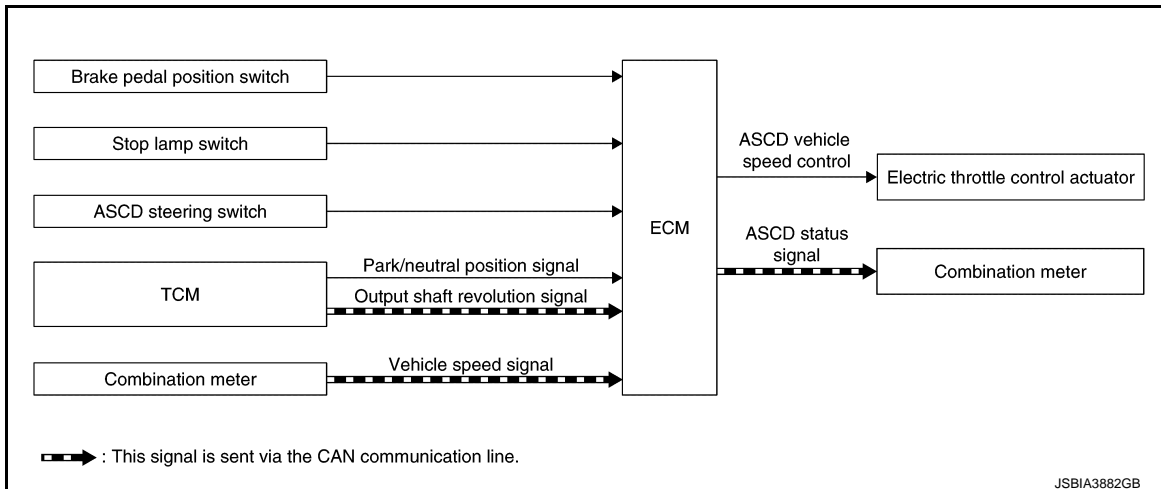 Brake pedal position switch
Stop lamp switch
ASCD steering switch
TCM
Park/neutral position signal
Output shaft revolution signal
Combination meter
Vehicle speed signal
ECM
ASCD vehicle
speed control
Electric throttle control actuator
ASCD status
signal
Combination meter
: This signal is sent via the CAN communication line.
JSBIA3882GB